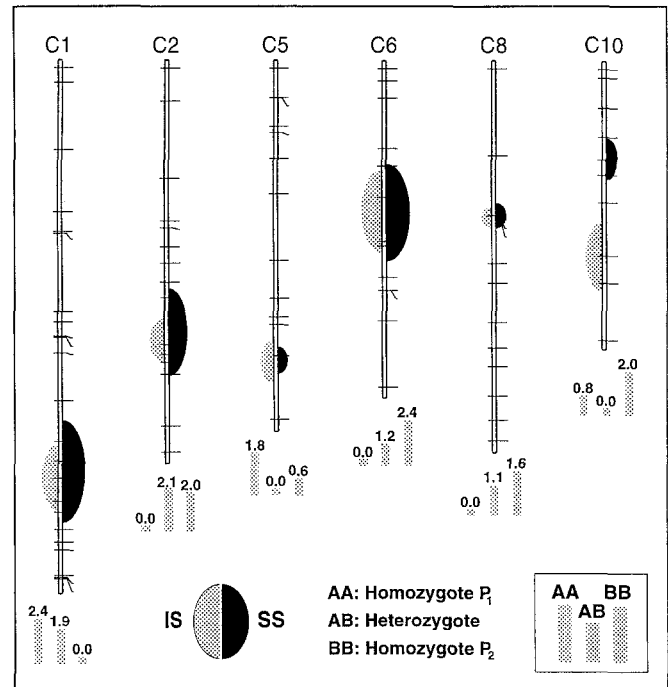 C1 C2 C5 C6 C8 C10
2.0
0.8 0.0
2.4
1.2
0.0
1.8
0.6
0.0
1.6
1.1
0.0
2.1 2.0
0.0
2.4
1.9
0.0
IS SS
AA: Homozygote P1
AB: Heterozygote
BB: Homozygote P2
AA BB
AB